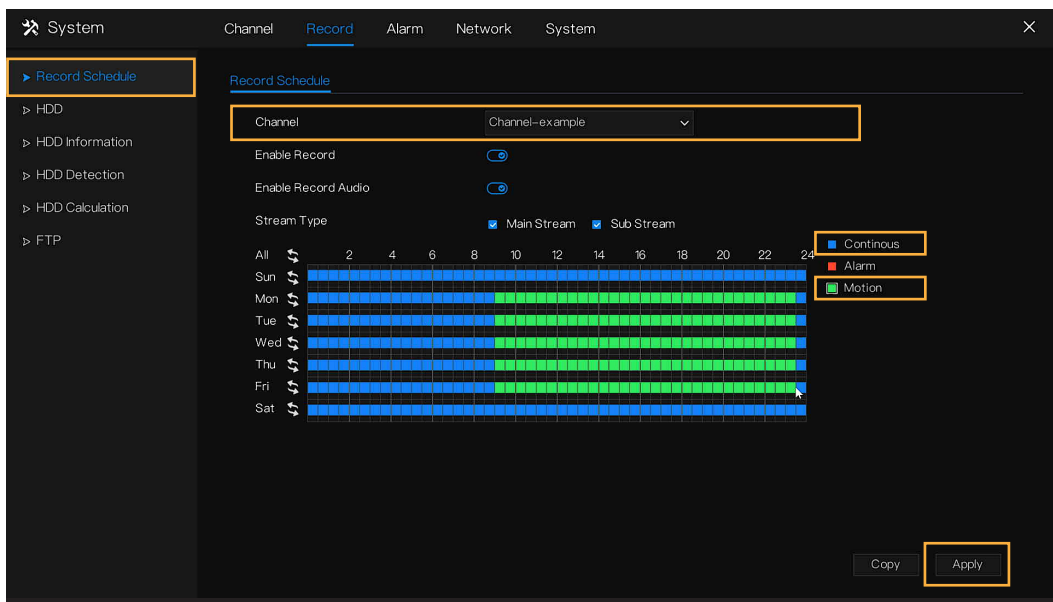 System
Channel Record Alarm Network System
Record Schedule
HDD
HDD Information
HDD Detection
HDD Calculation
FTP
Record Schedule
Channel Channel-example
Enable Record
Enable Record Audio
Stream Type Main Stream Sub Stream
All 2 4 6 8 10 12 14 16 18 20 22 24
Sun
Mon
Tue
Wed
Thu
Fri
Sat
Continous
Alarm
Motion
Copy Apply